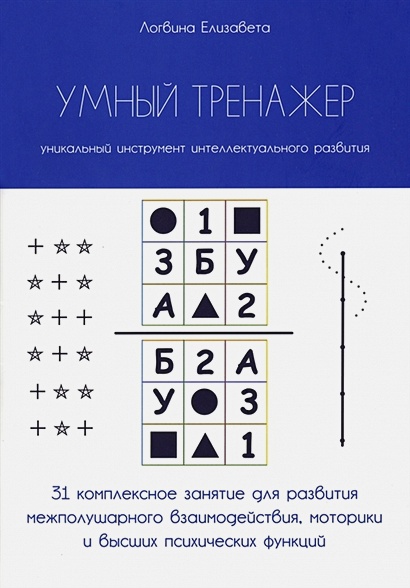 Логвина Елизавета
УМНЫЙ ТРЕНАЖЕР
уникальный инструмент интеллектуального развития
1
З Б У
А 2
Б 2 А
У З
1
31 комплексное занятие для развития
межполушарного взаимодействия, моторики
и высших психических функций